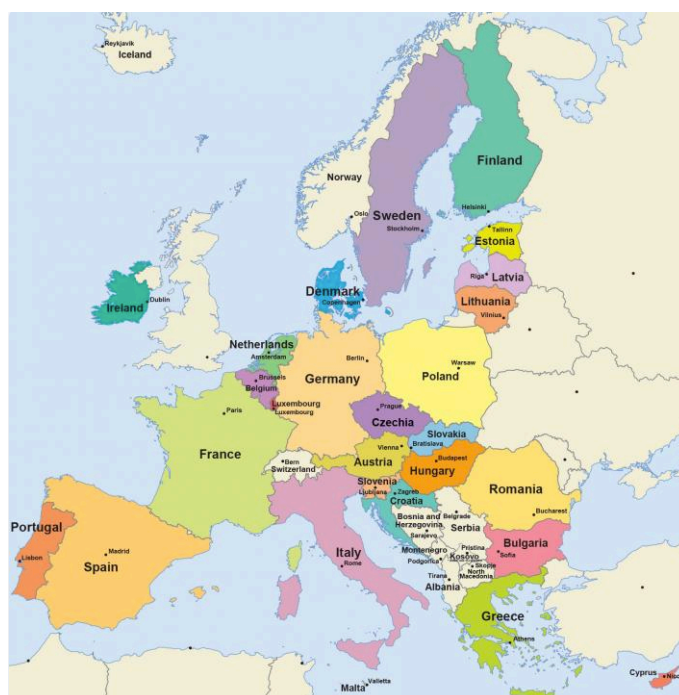 Reykjavik
Iceland
Norway
Oslo
Sweden
Stockholm
Finland
Helsinki
Tallinn
Estonia
Riga
Latvia
Lithuania
Vilnius
Denmark
Copenhagen
Dublin
Ireland
Netherlands
Amsterdam
Brussels
Belgium
Luxembourg
Luxembourg
Berlin
Germany
Warsaw
Poland
Prague
Czechia
Slovakia
Bratislava
Vienna
Austria
Budapest
Hungary
Paris
France
Bern
Switzerland
Slovenia
Ljubljana
Zagreb
Croatia
Romania
Bucharest
Bosnia and
Herzegovina
Sarajevo
Belgrade
Serbia
Montenegro
Podgorica
Pristina
Kosovo
Sofia
Bulgaria
Skopje
North
Macedonia
Tirana
Albania
Portugal
Lisbon
Madrid
Spain
Italy
Rome
Greece
Athens
Valletta
Malta
Cyprus